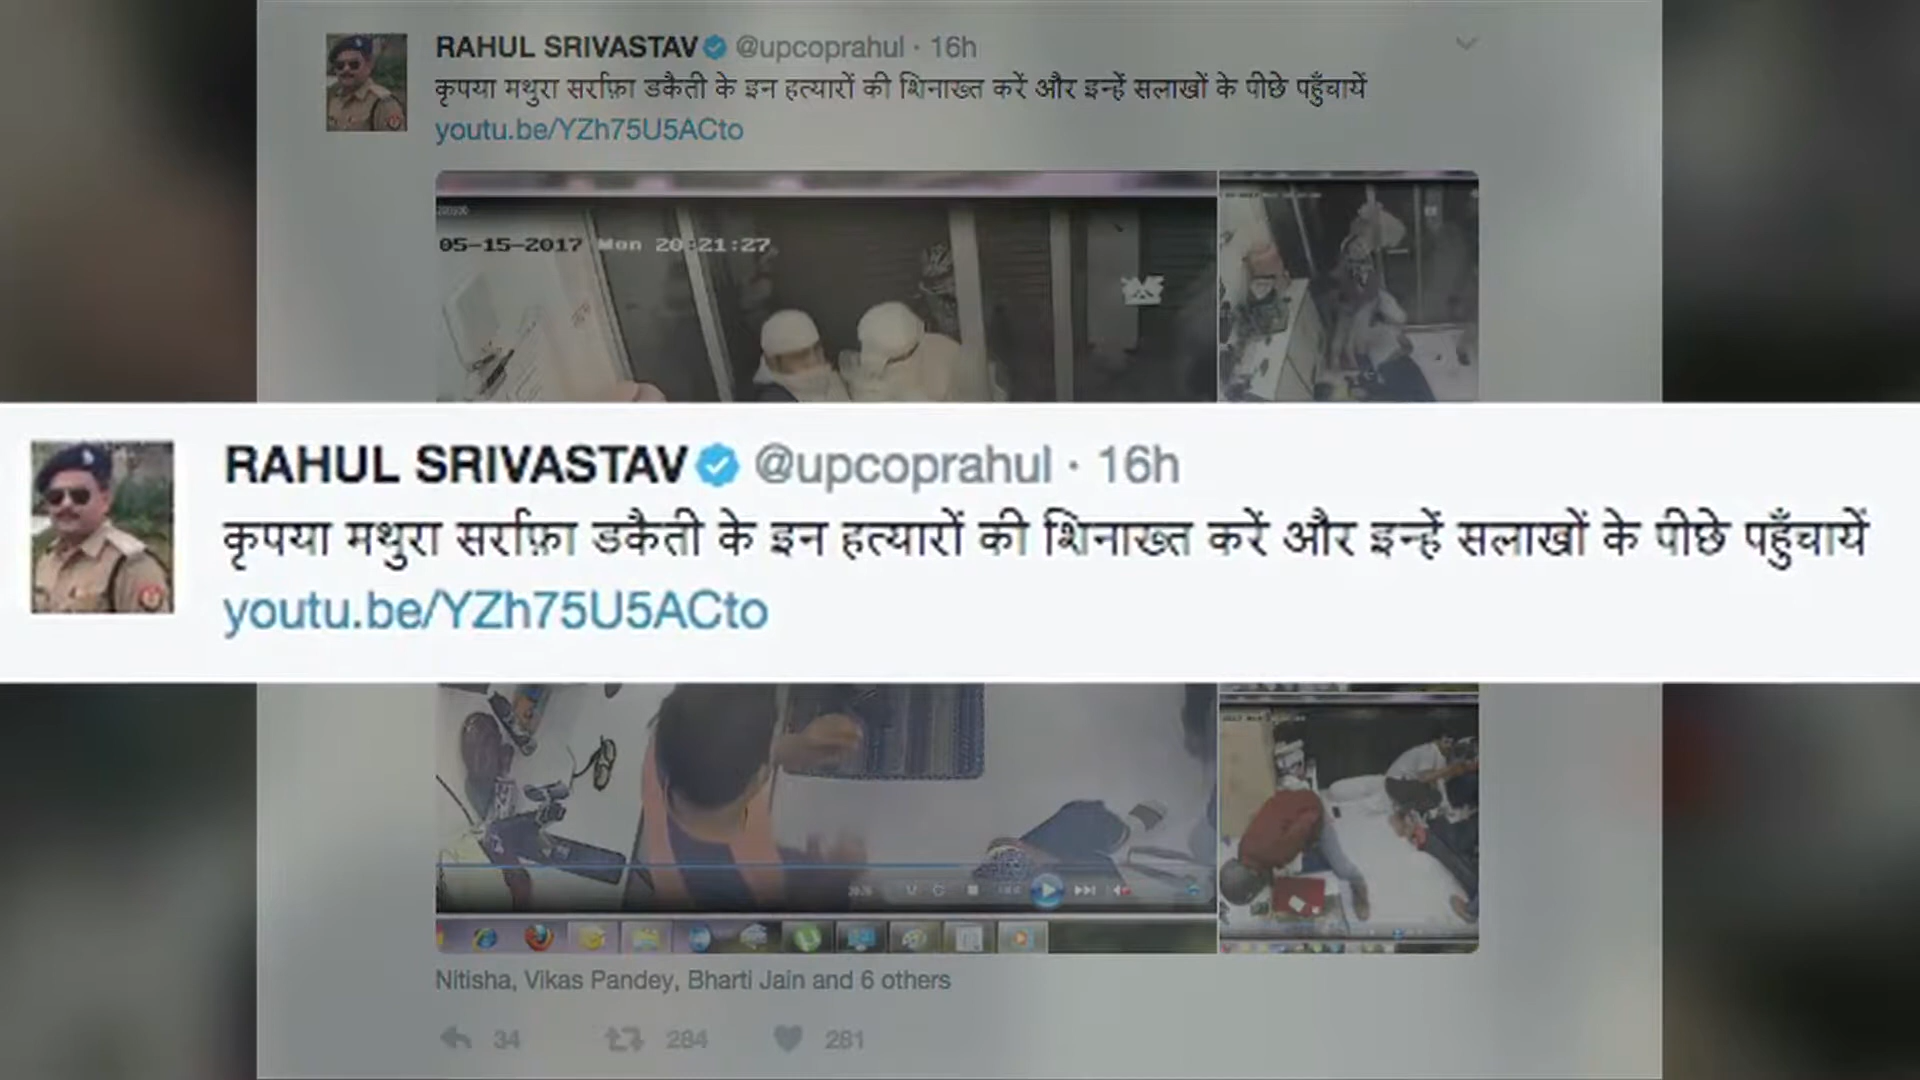 RAHUL SRIVASTAV @upcoprahul · 16h
कृपया मथुरा सर्राफ़ा डकैती के इन हत्यारों की शिनाख्त करें और इन्हें सलाखों के पीछे पहुँचायें
youtu.be/YZh75U5ACto
05-15-2017 Mon 20:21:27
RAHUL SRIVASTAV @upcoprahul · 16h
कृपया मथुरा सर्राफ़ा डकैती के इन हत्यारों की शिनाख्त करें और इन्हें सलाखों के पीछे पहुँचायें
youtu.be/YZh75U5ACto
Nitisha, Vikas Pandey, Bharti Jain and 6 others
34 284 281